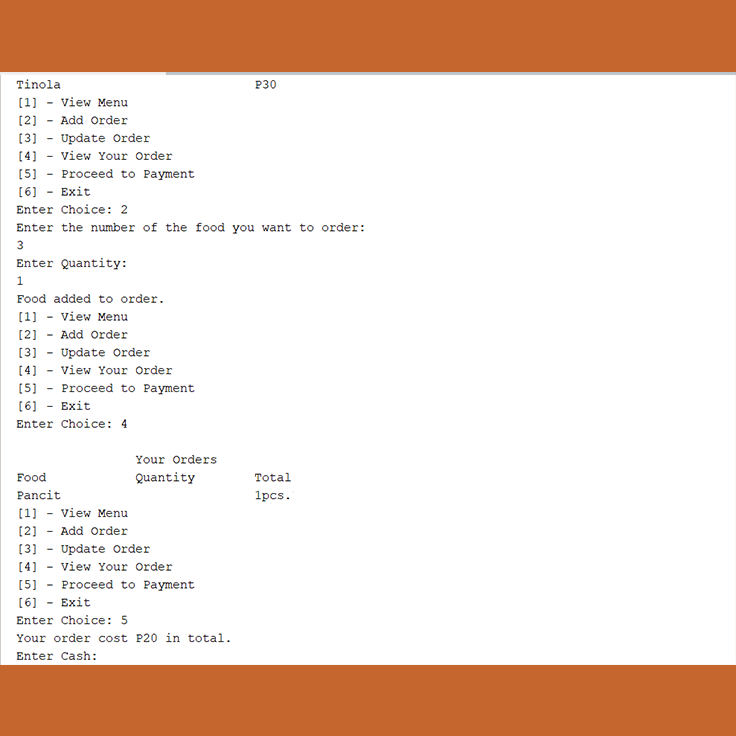 Tinola P30
[1] - View Menu
[2] - Add Order
[3] - Update Order
[4] - View Your Order
[5] - Proceed to Payment
[6] - Exit
Enter Choice: 2
Enter the number of the food you want to order:
3
Enter Quantity:
1
Food added to order.
[1] - View Menu
[2] - Add Order
[3] - Update Order
[4] - View Your Order
[5] - Proceed to Payment
[6] - Exit
Enter Choice: 4
Your Orders
Food Quantity Total
Pancit 1pcs.
[1] - View Menu
[2] - Add Order
[3] - Update Order
[4] - View Your Order
[5] - Proceed to Payment
[6] - Exit
Enter Choice: 5
Your order cost P20 in total.
Enter Cash: